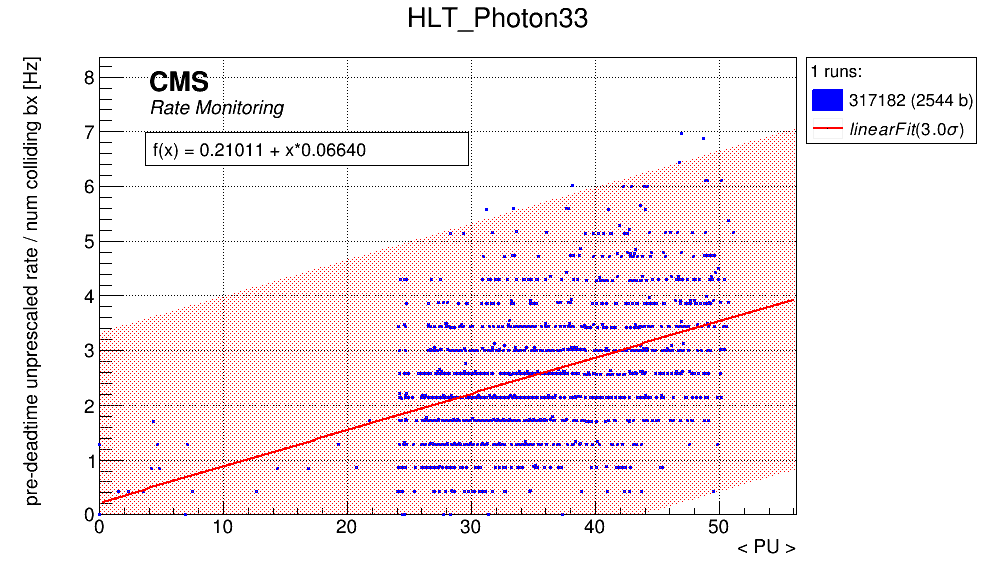 HLT_Photon33
pre-deadtime unprescaled rate / num colliding bx [Hz]
8
7
6
5
4
3
2
1
0
CMS
Rate Monitoring
f(x) = 0.21011 + x*0.06640
0 10 20 30 40 50
< PU >
1 runs:
317182 (2544 b)
linearFit(3.0σ)